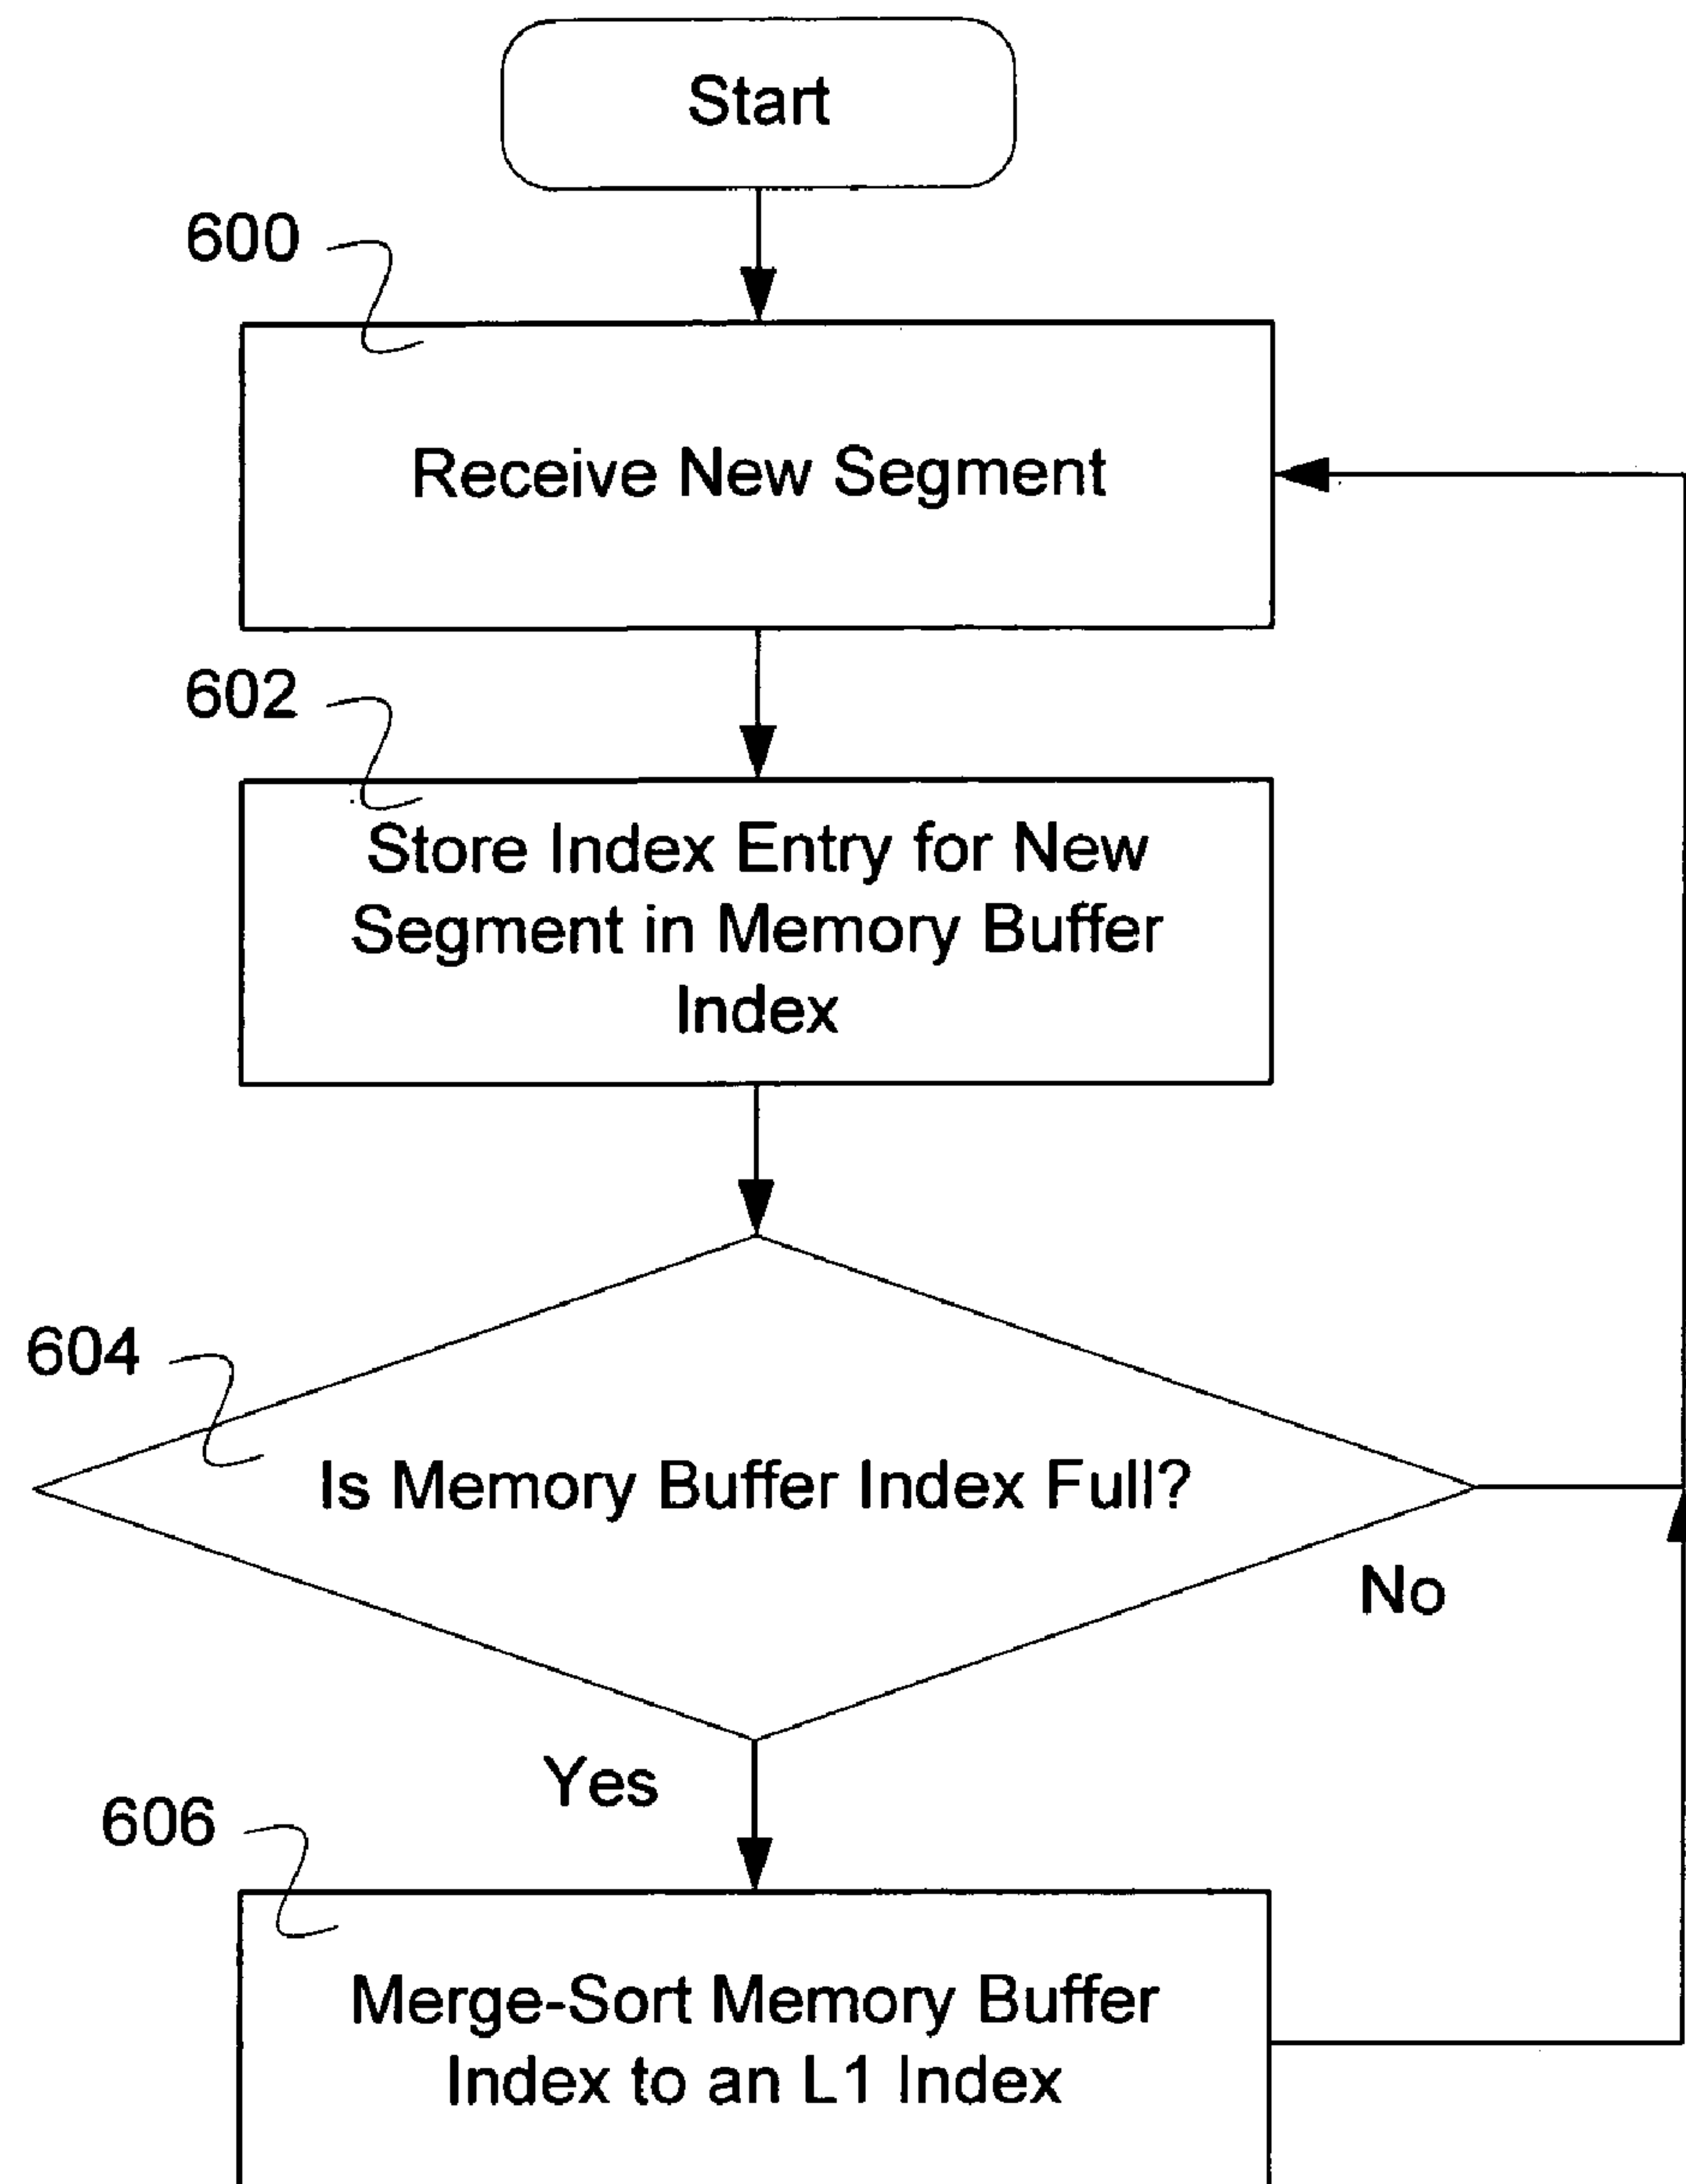 Start
600
Receive New Segment
602
Store Index Entry for New
Segment in Memory Buffer
Index
604
Is Memory Buffer Index Full?
No
Yes
606
Merge-Sort Memory Buffer
Index to an L1 Index